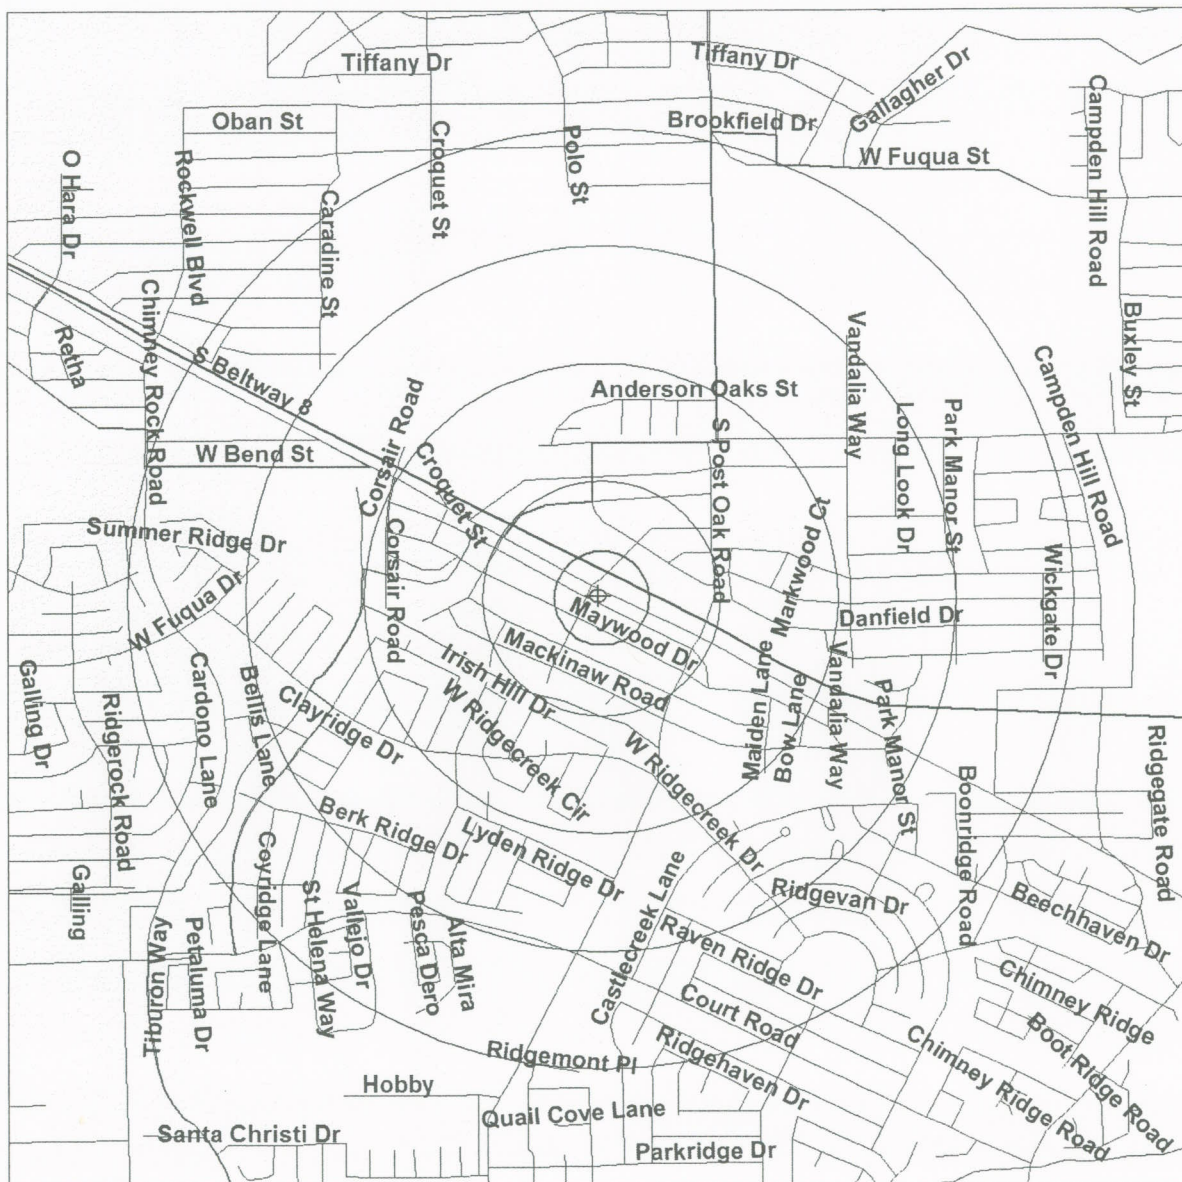 Tiffany Dr
Tiffany Dr
Gallagher Dr
Oban St
Brookfield Dr
W Fuqua St
Campden Hill Road
O Hara Dr
Rockwell Blvd
Caradine St
Croquet St
Polo St
Chimney Rock Road
Retha
S Beltway 8
Buxley St
Vandalia Way
Campden Hill Road
Anderson Oaks St
Long Look Dr
Park Manor St
Corsair Road
Croquet St
S Post Oak Road
W Bend St
Summer Ridge Dr
Corsair Road
Markwood Ct
Wickgate Dr
W Fuqua Dr
Maywood Dr
Danfield Dr
Mackinaw Road
Irish Hill Dr
Maiden Lane
Bow Lane
Vandalia Way
Park Manor St
Galling Dr
Ridgerock Road
Cardono Lane
Bellis Lane
Clayridge Dr
W Ridgecreek Cir
W Ridgecreek Dr
Ridgegate Road
Boonridge Road
Berk Ridge Dr
Lyden Ridge Dr
Coyridge Lane
Castlecreek Lane
Ridgevan Dr
Beechhaven Dr
Galling
Tiburon Way
Petaluma Dr
St Helena Way
Vallejo Dr
Pesca Dero
Alta Mira
Raven Ridge Dr
Court Road
Chimney Ridge
Boot Ridge Road
Chimney Ridge Road
Ridgemont Pl
Ridgehaven Dr
Hobby
Quail Cove Lane
Santa Christi Dr
Parkridge Dr